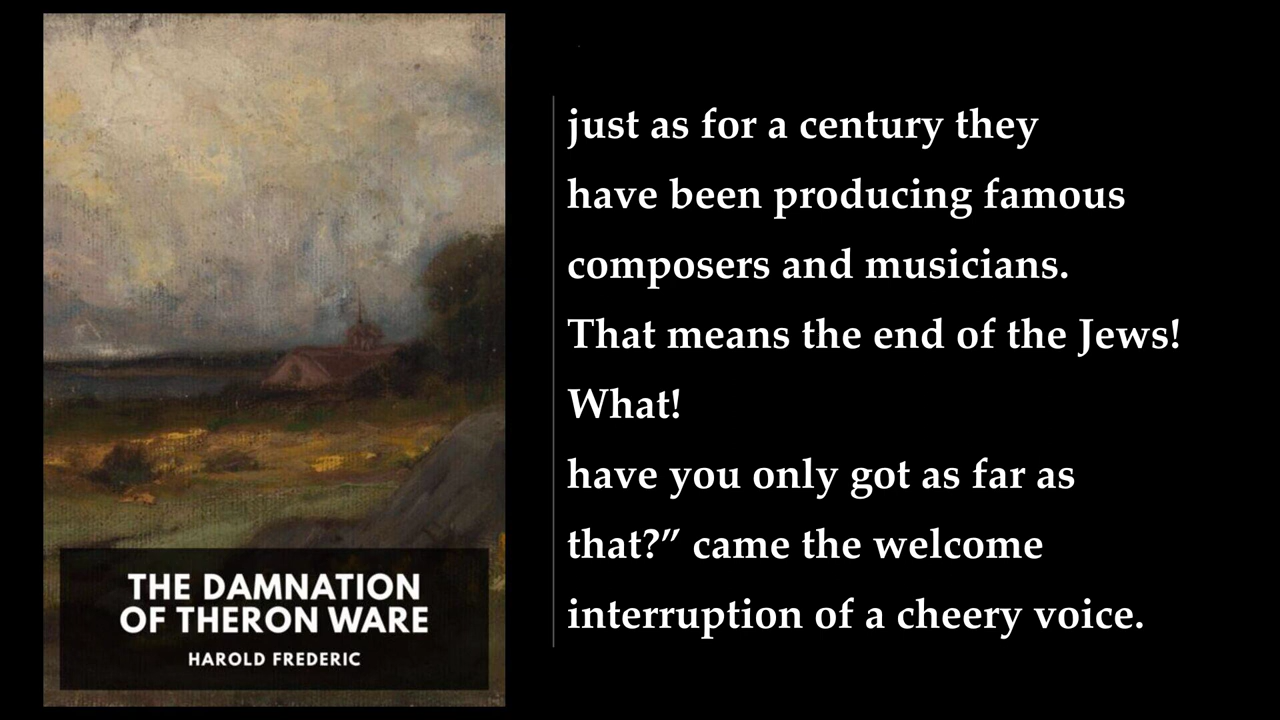 THE DAMNATION
OF THERON WARE
HAROLD FREDERIC
just as for a century they
have been producing famous
composers and musicians.
That means the end of the Jews!
What!
have you only got as far as
that?” came the welcome
interruption of a cheery voice.